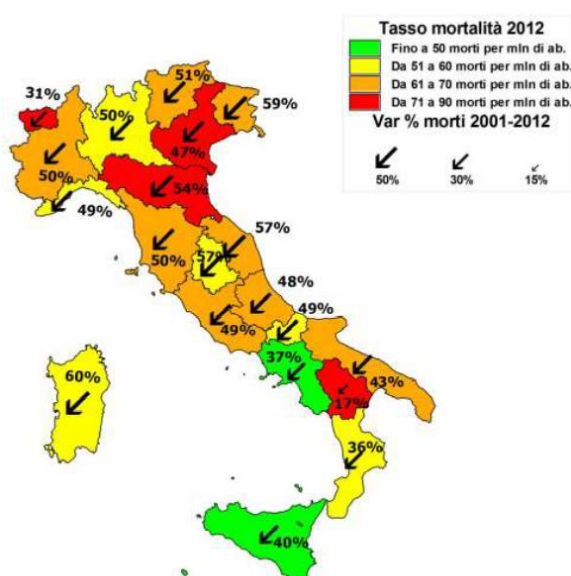 Tasso mortalità 2012
Fino a 50 morti per mln di ab.
Da 51 a 60 morti per mln di ab.
Da 61 a 70 morti per mln di ab.
Da 71 a 90 morti per mln di ab.
Var % morti 2001-2012
50% 30% 15%
51%
31%
59%
50%
47%
50%
54%
49%
57%
57%
50%
48%
49%
49%
37%
60%
43%
17%
36%
40%